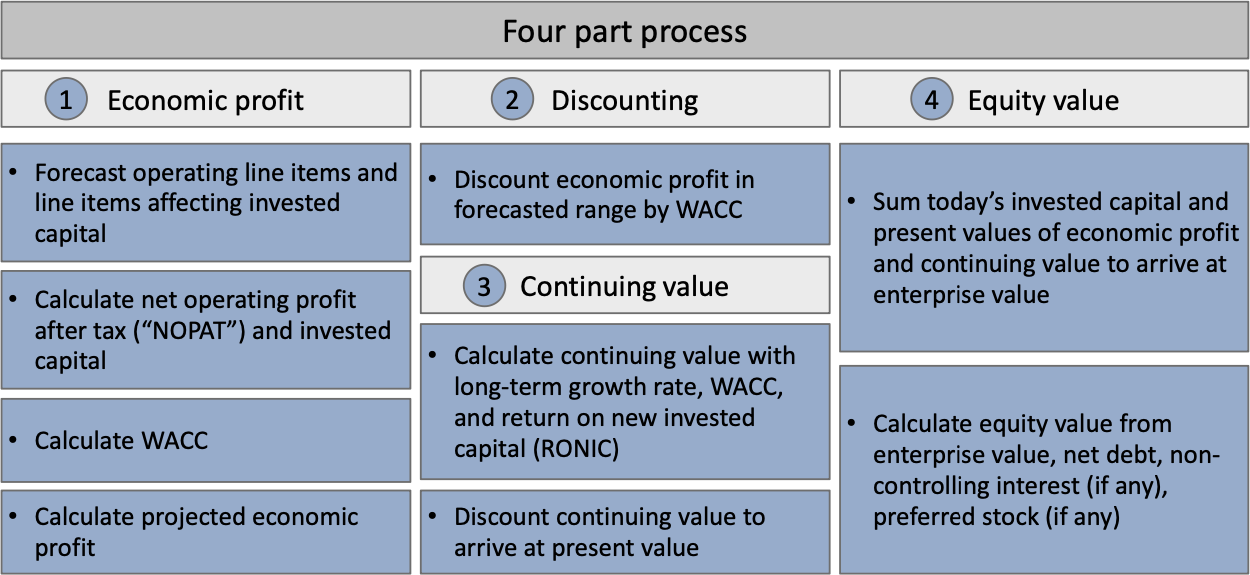 Four part process
1 Economic profit
• Forecast operating line items and
line items affecting invested
capital
• Calculate net operating profit
after tax (“NOPAT”) and invested
capital
• Calculate WACC
• Calculate projected economic
profit
2 Discounting
• Discount economic profit in
forecasted range by WACC
3 Continuing value
• Calculate continuing value with
long-term growth rate, WACC,
and return on new invested
capital (RONIC)
• Discount continuing value to
arrive at present value
4 Equity value
• Sum today’s invested capital and
present values of economic profit
and continuing value to arrive at
enterprise value
• Calculate equity value from
enterprise value, net debt, non-
controlling interest (if any),
preferred stock (if any)